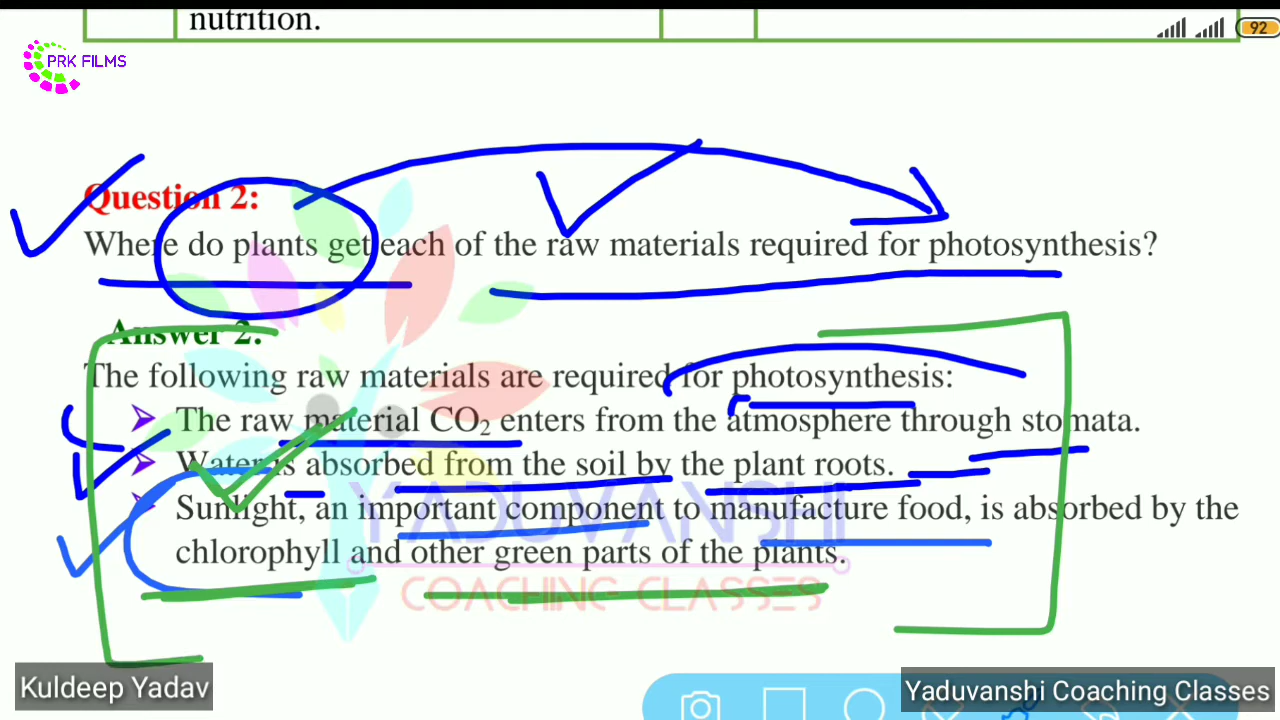 nutrition.
92
PRK FILMS
Question 2:
Where do plants get each of the raw materials required for photosynthesis?
Answer 2:
The following raw materials are required for photosynthesis:
The raw material CO₂ enters from the atmosphere through stomata.
Water is absorbed from the soil by the plant roots.
Sunlight, an important component to manufacture food, is absorbed by the
chlorophyll and other green parts of the plants.
YADUVANSHI
COACHING CLASSES
Kuldeep Yadav
Yaduvanshi Coaching Classes